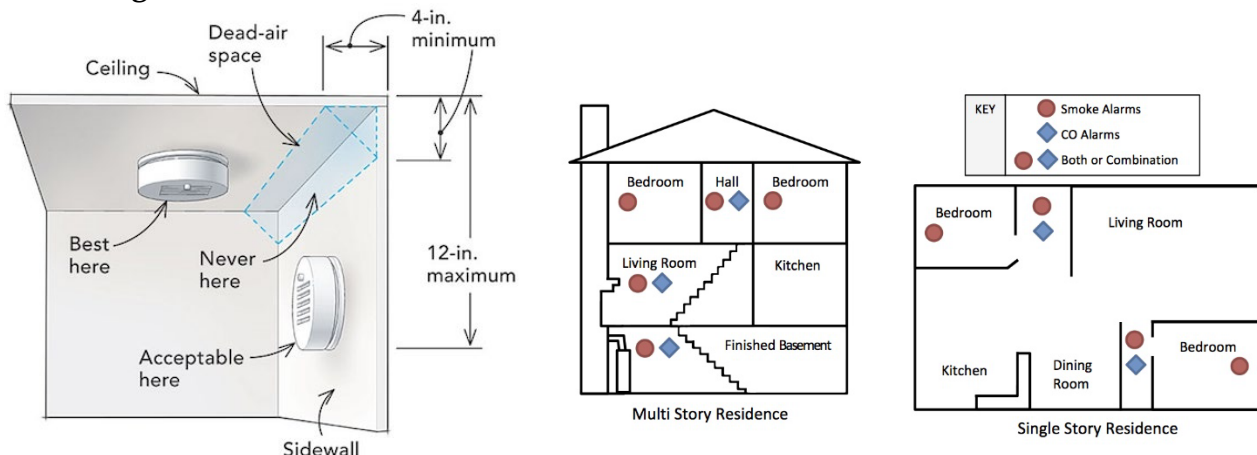 4-in.
minimum
Dead-air
space
Ceiling
Best
here
Never
here
12-in.
maximum
Acceptable
here
Sidewall
Bedroom
Hall
Bedroom
Living Room
Kitchen
Finished Basement
Multi Story Residence
KEY
Smoke Alarms
CO Alarms
Both or Combination
Bedroom
Living Room
Kitchen
Dining
Room
Bedroom
Single Story Residence